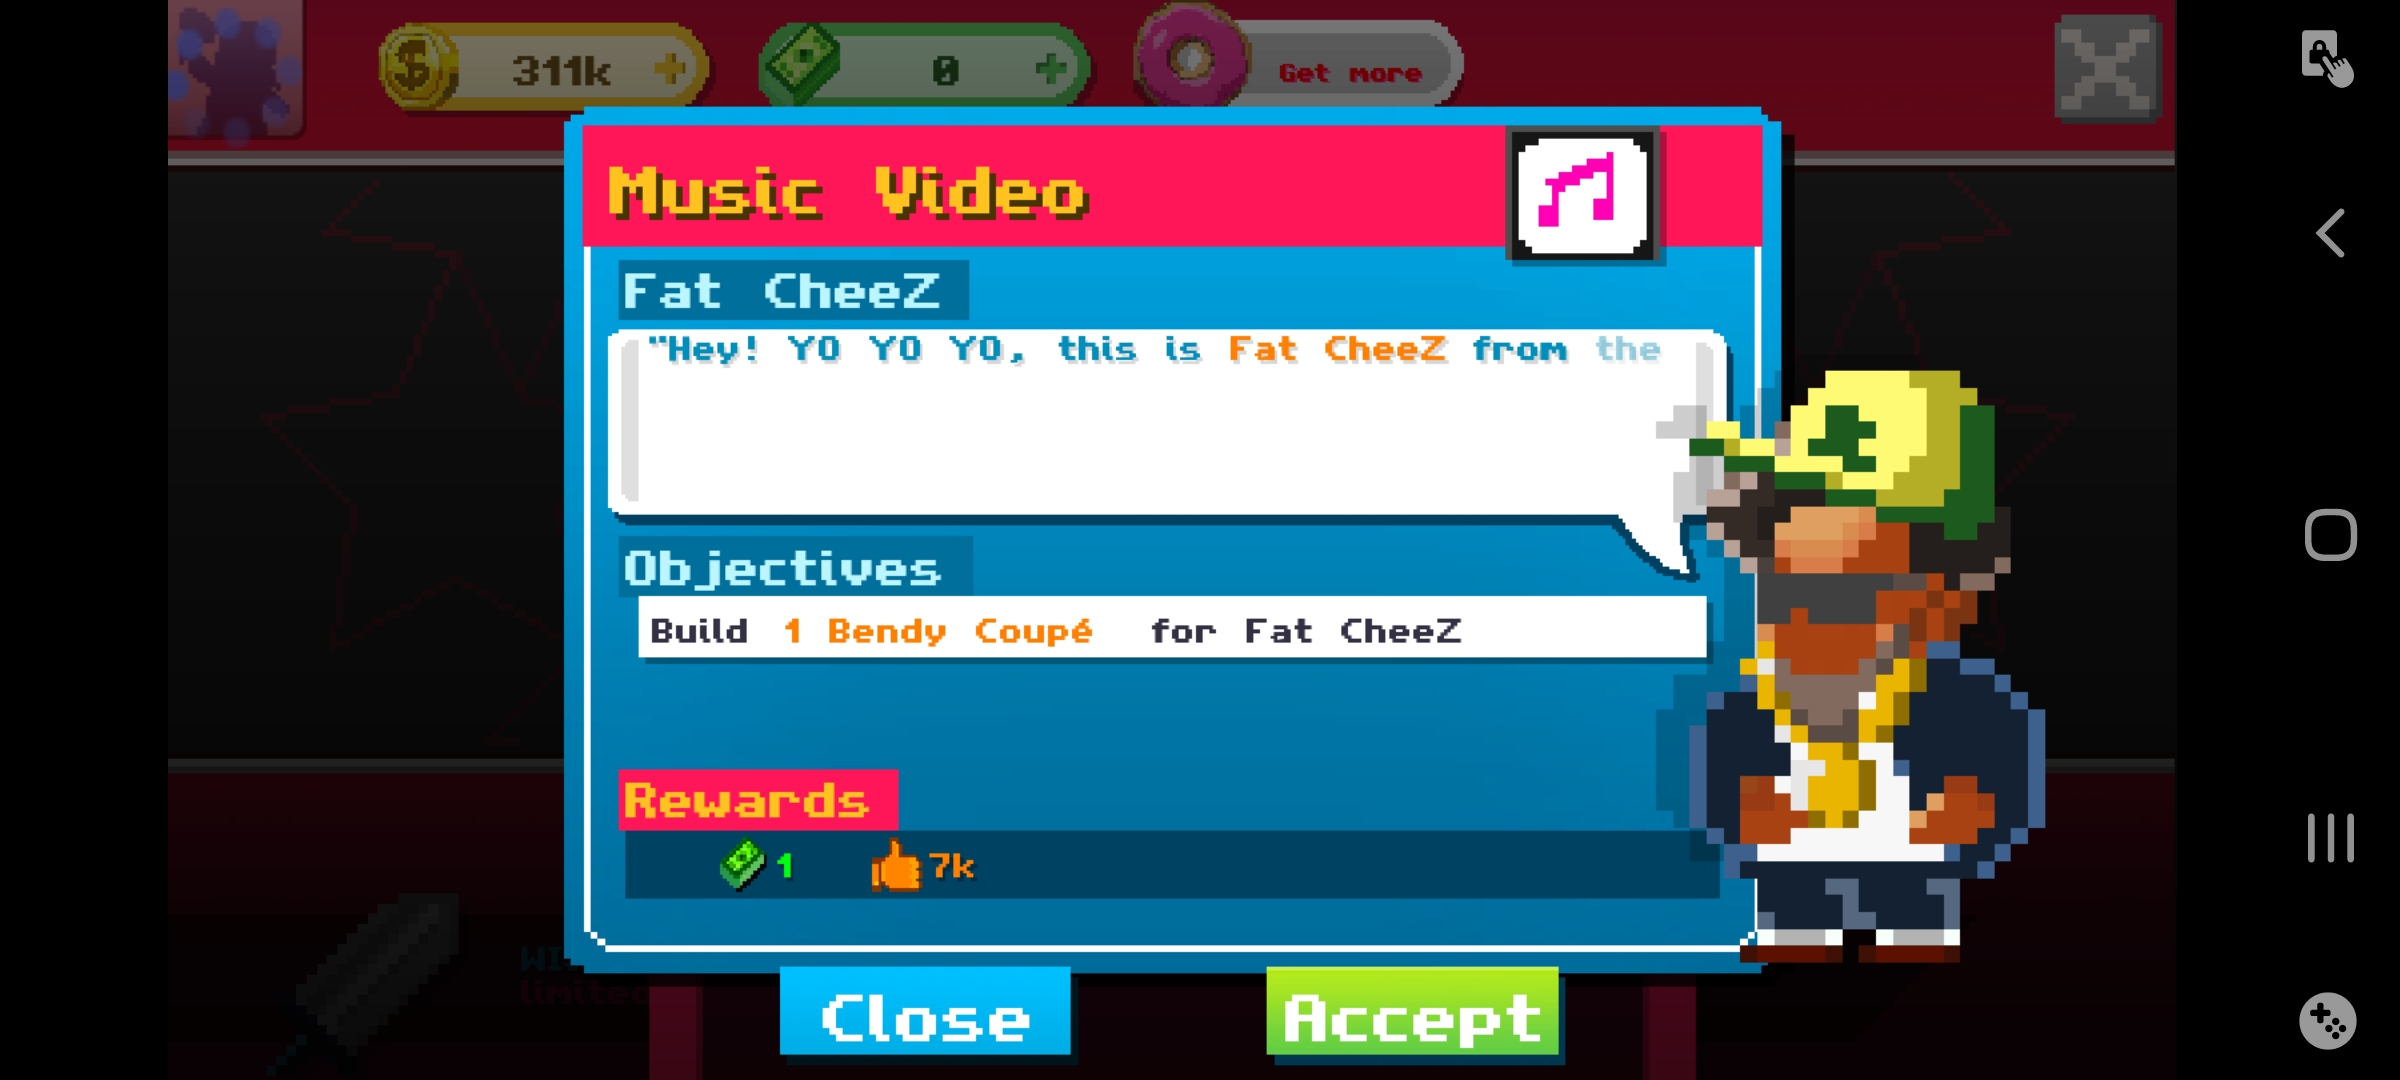 311k
0
Get more
Music Video
Fat CheeZ
"Hey! YO YO YO, this is Fat CheeZ from the
Objectives
Build 1 Bendy Coupé for Fat CheeZ
Rewards
1 7k
limited
Close Accept